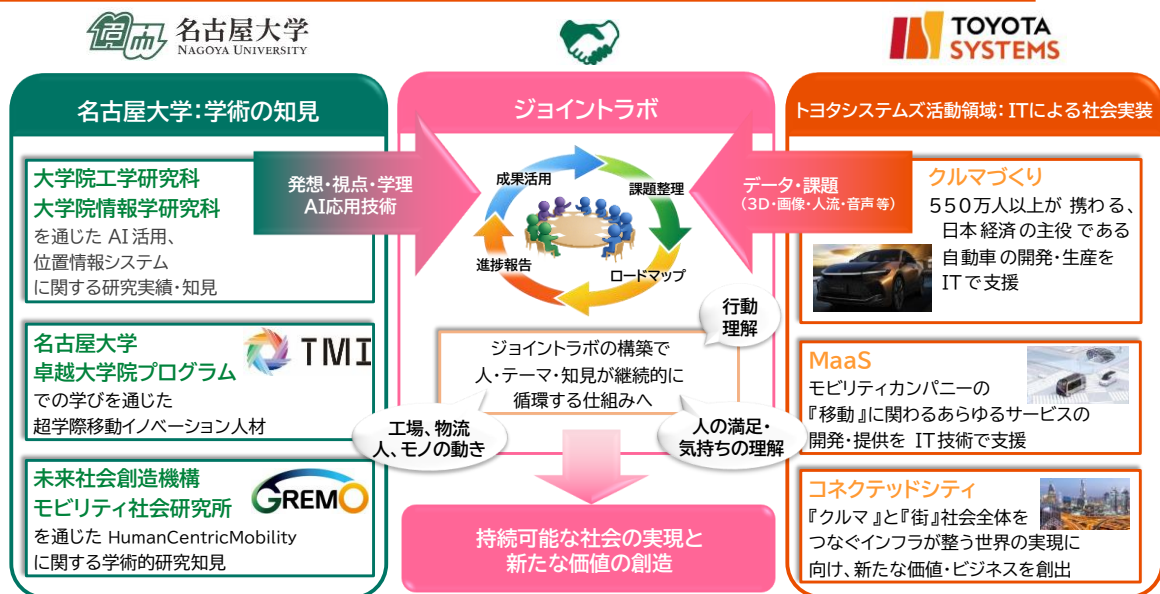 名古屋大学
NAGOYA UNIVERSITY
TOYOTA
SYSTEMS
名古屋大学:学術の知見
大学院工学研究科
大学院情報学研究科
を通じた AI 活用、
位置情報システム
に関する研究実績・知見
名古屋大学
卓越大学院プログラム
TMI
での学びを通じた
超学際移動イノベーション人材
未来社会創造機構
モビリティ社会研究所
GREMO
を通じた HumanCentricMobility
に関する学術的研究知見
発想・視点・学理
AI応用技術
ジョイントラボ
成果活用
課題整理
進捗報告
ロードマップ
行動
理解
ジョイントラボの構築で
人・テーマ・知見が継続的に
循環する仕組みへ
工場、物流
人、モノの動き
人の満足・
気持ちの理解
持続可能な社会の実現と
新たな価値の創造
データ・課題
(3D・画像・人流・音声等)
トヨタシステムズ活動領域:ITによる社会実装
クルマづくり
550万人以上が 携わる、
日本経済の主役である
自動車の開発・生産を
ITで支援
MaaS
モビリティカンパニーの
『移動』に関わるあらゆるサービスの
開発・提供を IT技術で支援
コネクテッドシティ
『クルマ』と『街』社会全体を
つなぐインフラが整う世界の実現に
向け、新たな価値・ビジネスを創出